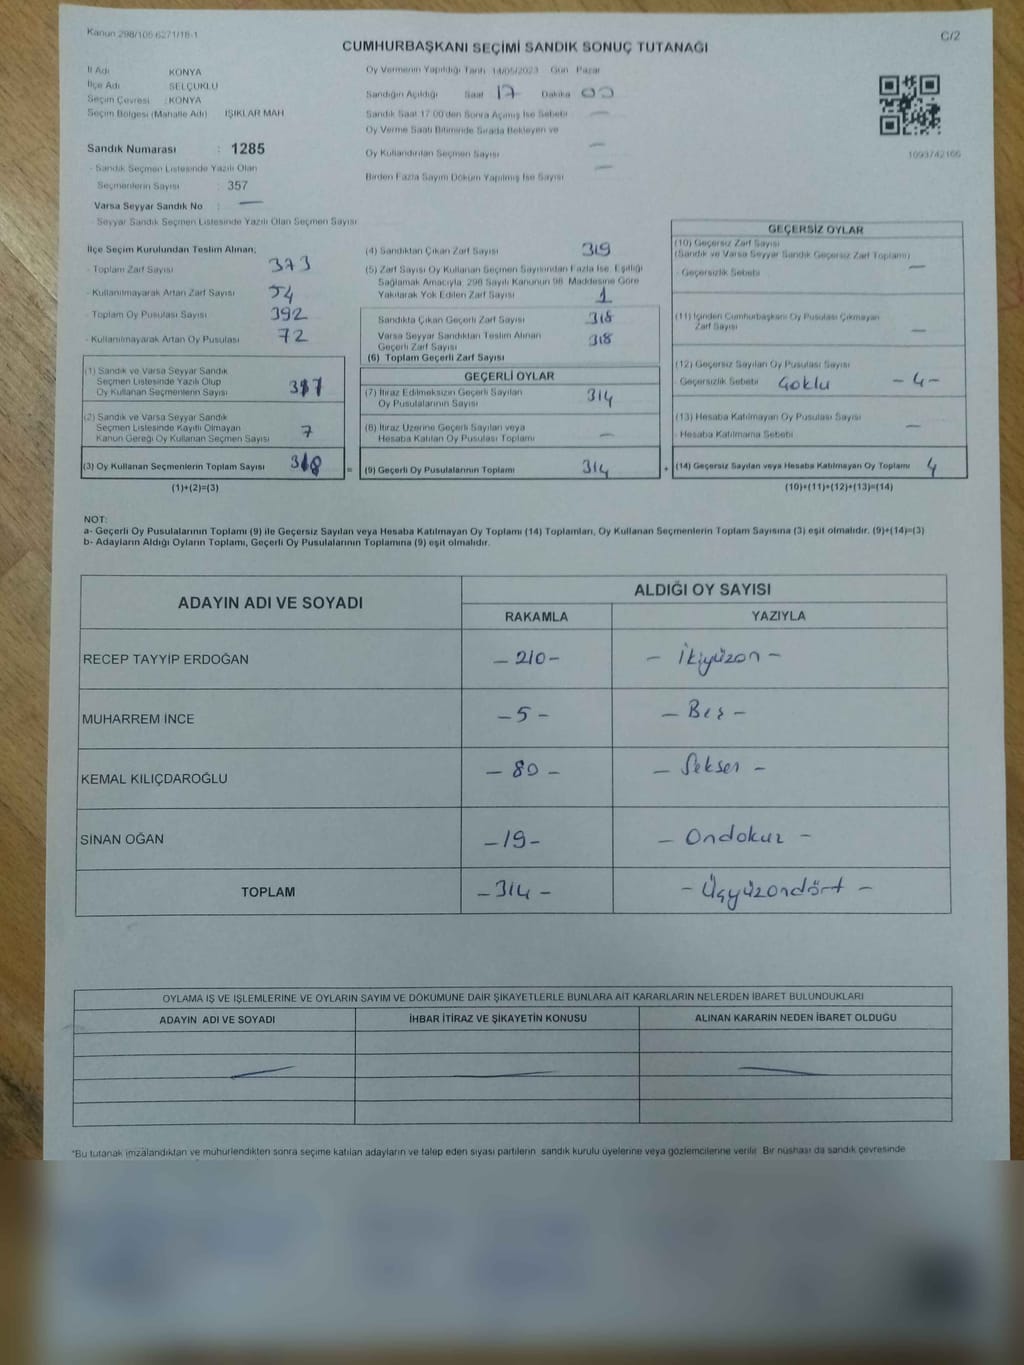 Kanun 298/105 6271/18-1
C/2
CUMHURBAŞKANI SEÇİMİ SANDIK SONUÇ TUTANAĞI
İl Adı KONYA
İlçe Adı SELÇUKLU
Seçim Çevresi : KONYA
Seçim Bölgesi (Mahalle Adı) IŞIKLAR MAH
Sandık Numarası : 1285
- Sandık Seçmen Listesinde Yazılı Olan
Seçmenlerin Sayısı : 357
Varsa Seyyar Sandık No : —
- Seyyar Sandık Seçmen Listesinde Yazılı Olan Seçmen Sayısı
Oy Vermenin Yapıldığı Tarih 14/05/2023 Gün Pazar
Sandığın Açıldığı Saat 17 Dakika 00
Sandık Saat 17.00'den Sonra Açılmış İse Sebebi —
Oy Verme Saati Bitiminde Sırada Bekleyen ve
Oy Kullandırılan Seçmen Sayısı —
Birden Fazla Sayım Döküm Yapılmış İse Sayısı —
1093742166
İlçe Seçim Kurulundan Teslim Alınan;
- Toplam Zarf Sayısı 373
- Kullanılmayarak Artan Zarf Sayısı 54
- Toplam Oy Pusulası Sayısı 392
- Kullanılmayarak Artan Oy Pusulası 72
(1) Sandık ve Varsa Seyyar Sandık
Seçmen Listesinde Yazılı Olup
Oy Kullanan Seçmenlerin Sayısı
(2) Sandık ve Varsa Seyyar Sandık
Seçmen Listesinde Kayıtlı Olmayan
Kanun Gereği Oy Kullanan Seçmen Sayısı 7
(3) Oy Kullanan Seçmenlerin Toplam Sayısı 318 =
(1)+(2)=(3)
(4) Sandıktan Çıkan Zarf Sayısı 319
(5) Zarf Sayısı Oy Kullanan Seçmen Sayısından Fazla İse, Eşitliği
Sağlamak Amacıyla, 298 Sayılı Kanunun 98. Maddesine Göre
Yakılarak Yok Edilen Zarf Sayısı 1
Sandıkta Çıkan Geçerli Zarf Sayısı 318
Varsa Seyyar Sandıktan Teslim Alınan
Geçerli Zarf Sayısı 318
(6) Toplam Geçerli Zarf Sayısı
GEÇERLİ OYLAR
(7) İtiraz Edilmeksizin Geçerli Sayılan
Oy Pusulalarının Sayısı 314
(8) İtiraz Üzerine Geçerli Sayılan veya
Hesaba Katılan Oy Pusulası Toplamı —
(9) Geçerli Oy Pusulalarının Toplamı 314 +
GEÇERSİZ OYLAR
(10) Geçersiz Zarf Sayısı
(Sandık ve Varsa Seyyar Sandık Geçersiz Zarf Toplamı)
- Geçersizlik Sebebi —
(11) İçinden Cumhurbaşkanı Oy Pusulası Çıkmayan
Zarf Sayısı —
(12) Geçersiz Sayılan Oy Pusulası Sayısı
- Geçersizlik Sebebi Çoklu -4-
(13) Hesaba Katılmayan Oy Pusulası Sayısı
- Hesaba Katılmama Sebebi —
(14) Geçersiz Sayılan veya Hesaba Katılmayan Oy Toplamı 4
(10)+(11)+(12)+(13)=(14)
NOT:
a- Geçerli Oy Pusulalarının Toplamı (9) ile Geçersiz Sayılan veya Hesaba Katılmayan Oy Toplamı (14) Toplamları, Oy Kullanan Seçmenlerin Toplam Sayısına (3) eşit olmalıdır. (9)+(14)=(3)
b- Adayların Aldığı Oyların Toplamı, Geçerli Oy Pusulalarının Toplamına (9) eşit olmalıdır.
ADAYIN ADI VE SOYADI
ALDIĞI OY SAYISI
RAKAMLA YAZIYLA
RECEP TAYYİP ERDOĞAN -210- - İkiyüzon -
MUHARREM İNCE -5- - Beş -
KEMAL KILIÇDAROĞLU -80- - Seksen -
SİNAN OĞAN -19- - Ondokuz -
TOPLAM -314- - Üçyüzondört -
OYLAMA İŞ VE İŞLEMLERİNE VE OYLARIN SAYIM VE DÖKÜMÜNE DAİR ŞİKAYETLERLE BUNLARA AİT KARARLARIN NELERDEN İBARET BULUNDUKLARI
ADAYIN ADI VE SOYADI İHBAR İTİRAZ VE ŞİKAYETİN KONUSU ALINAN KARARIN NEDEN İBARET OLDUĞU
*Bu tutanak imzalandıktan ve mühürlendikten sonra seçime katılan adayların ve talep eden siyasi partilerin sandık kurulu üyelerine veya gözlemcilerine verilir. Bir nüshası da sandık çevresinde